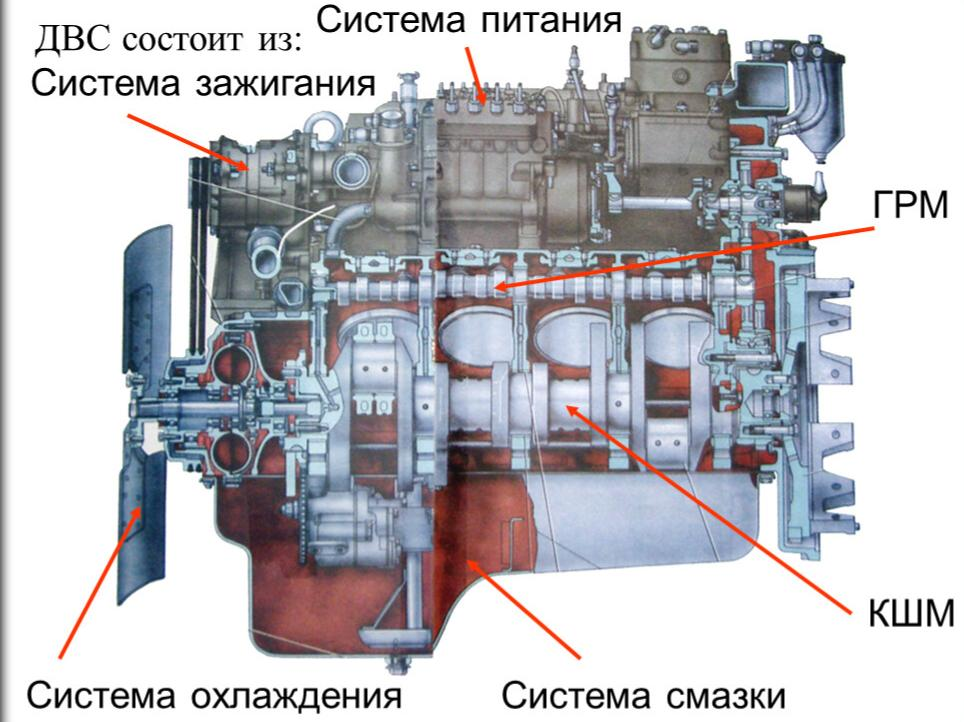 Система питания
ДВС состоит из:
Система зажигания
ГРМ
КШМ
Система охлаждения
Система смазки